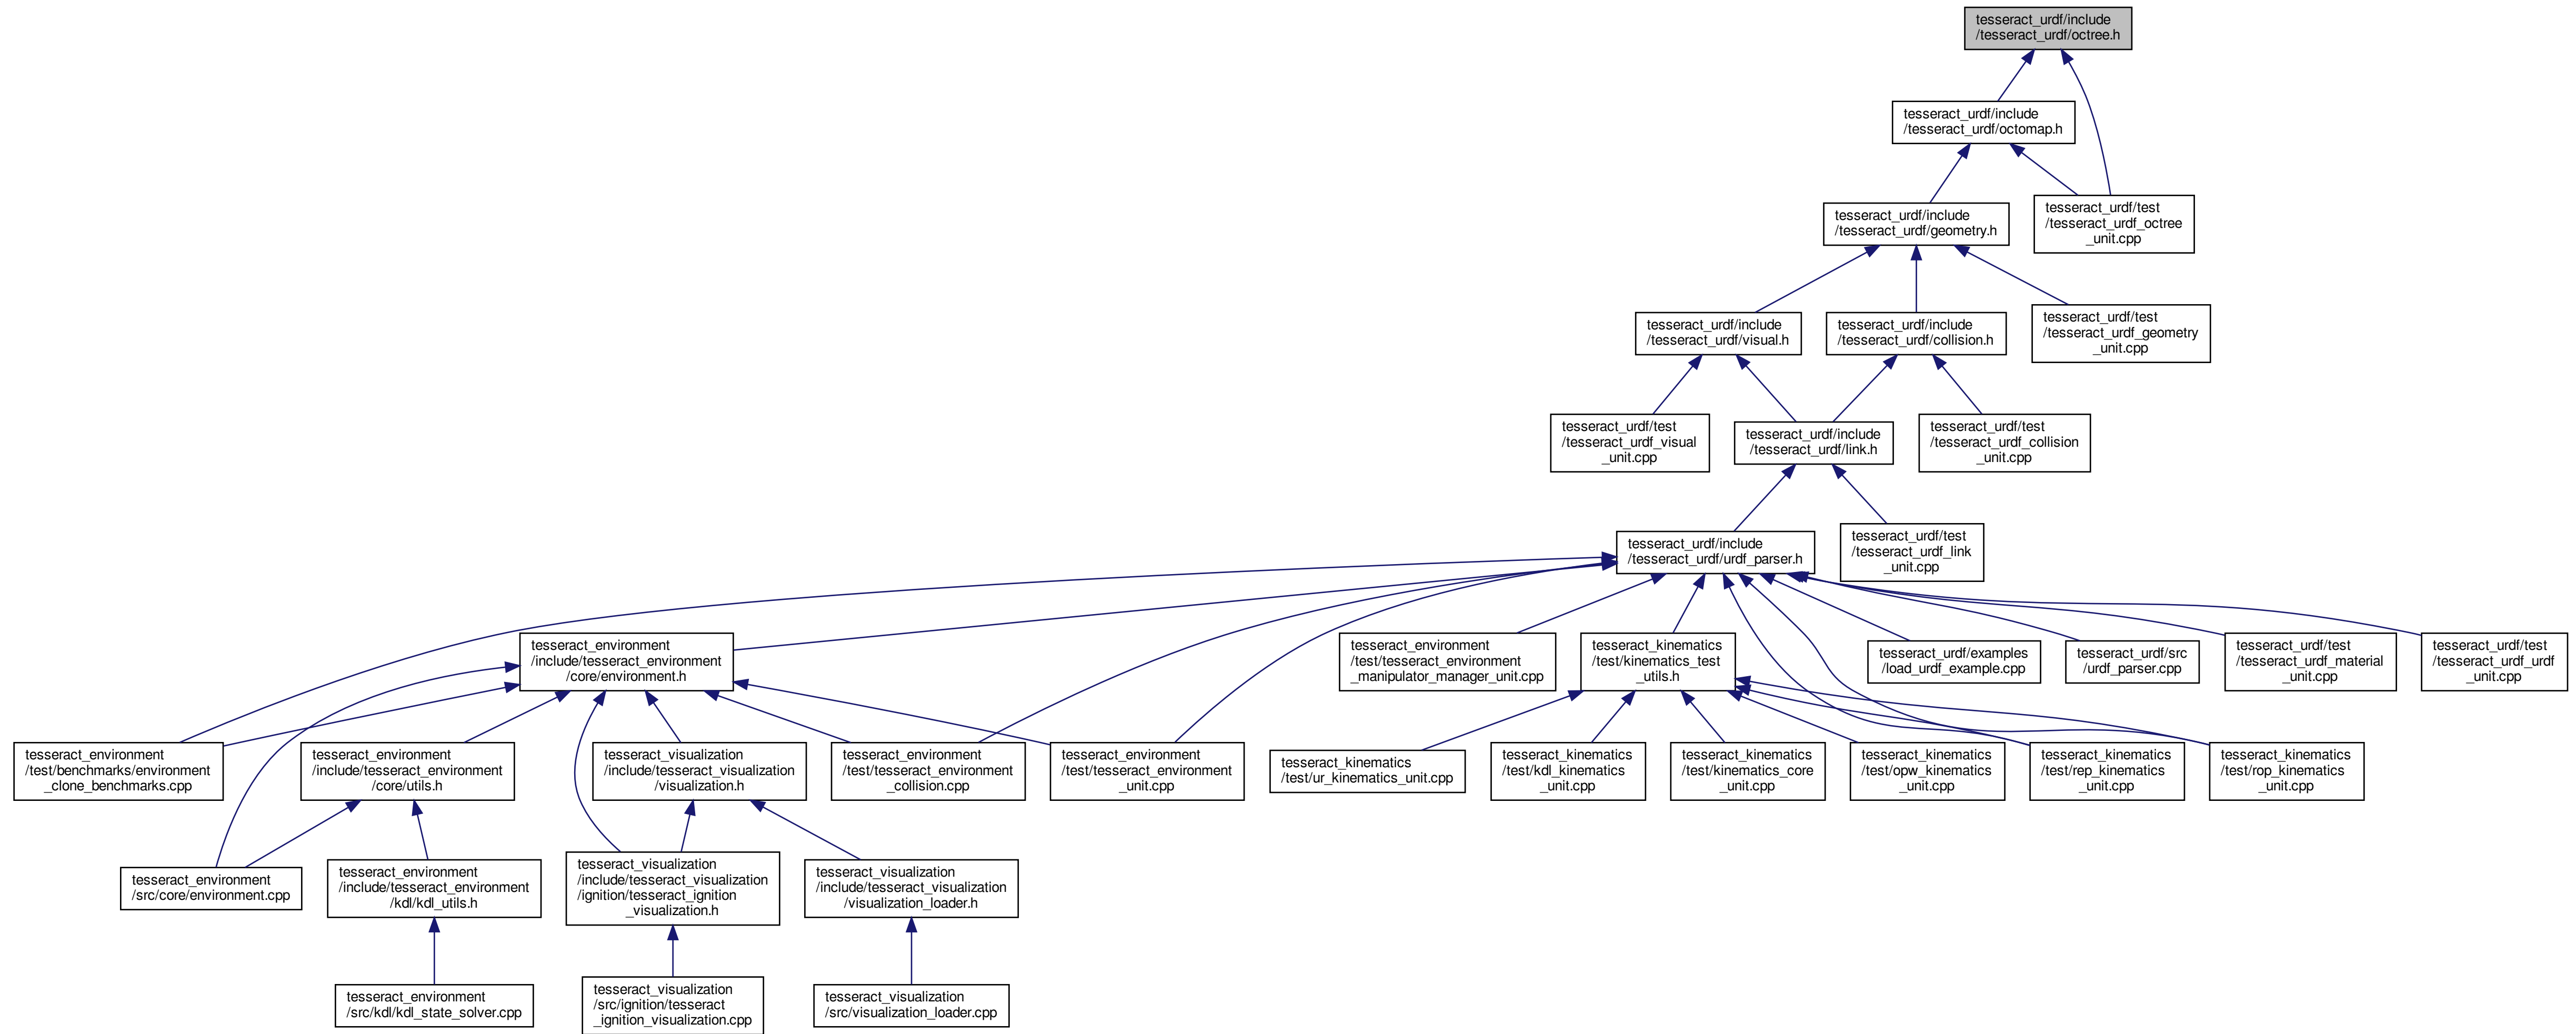 tesseract_urdf/include
/tesseract_urdf/octree.h
tesseract_urdf/include
/tesseract_urdf/octomap.h
tesseract_urdf/include
/tesseract_urdf/geometry.h
tesseract_urdf/test
/tesseract_urdf_octree
_unit.cpp
tesseract_urdf/include
/tesseract_urdf/visual.h
tesseract_urdf/include
/tesseract_urdf/collision.h
tesseract_urdf/test
/tesseract_urdf_geometry
_unit.cpp
tesseract_urdf/test
/tesseract_urdf_visual
_unit.cpp
tesseract_urdf/include
/tesseract_urdf/link.h
tesseract_urdf/test
/tesseract_urdf_collision
_unit.cpp
tesseract_urdf/include
/tesseract_urdf/urdf_parser.h
tesseract_urdf/test
/tesseract_urdf_link
_unit.cpp
tesseract_environment
/include/tesseract_environment
/core/environment.h
tesseract_environment
/test/tesseract_environment
_manipulator_manager_unit.cpp
tesseract_kinematics
/test/kinematics_test
_utils.h
tesseract_urdf/examples
/load_urdf_example.cpp
tesseract_urdf/src
/urdf_parser.cpp
tesseract_urdf/test
/tesseract_urdf_material
_unit.cpp
tesseract_urdf/test
/tesseract_urdf_urdf
_unit.cpp
tesseract_environment
/test/benchmarks/environment
_clone_benchmarks.cpp
tesseract_environment
/include/tesseract_environment
/core/utils.h
tesseract_visualization
/include/tesseract_visualization
/visualization.h
tesseract_environment
/test/tesseract_environment
_collision.cpp
tesseract_environment
/test/tesseract_environment
_unit.cpp
tesseract_kinematics
/test/ur_kinematics_unit.cpp
tesseract_kinematics
/test/kdl_kinematics
_unit.cpp
tesseract_kinematics
/test/kinematics_core
_unit.cpp
tesseract_kinematics
/test/opw_kinematics
_unit.cpp
tesseract_kinematics
/test/rep_kinematics
_unit.cpp
tesseract_kinematics
/test/rop_kinematics
_unit.cpp
tesseract_environment
/src/core/environment.cpp
tesseract_environment
/include/tesseract_environment
/kdl/kdl_utils.h
tesseract_visualization
/include/tesseract_visualization
/ignition/tesseract_ignition
_visualization.h
tesseract_visualization
/include/tesseract_visualization
/visualization_loader.h
tesseract_environment
/src/kdl/kdl_state_solver.cpp
tesseract_visualization
/src/ignition/tesseract
_ignition_visualization.cpp
tesseract_visualization
/src/visualization_loader.cpp